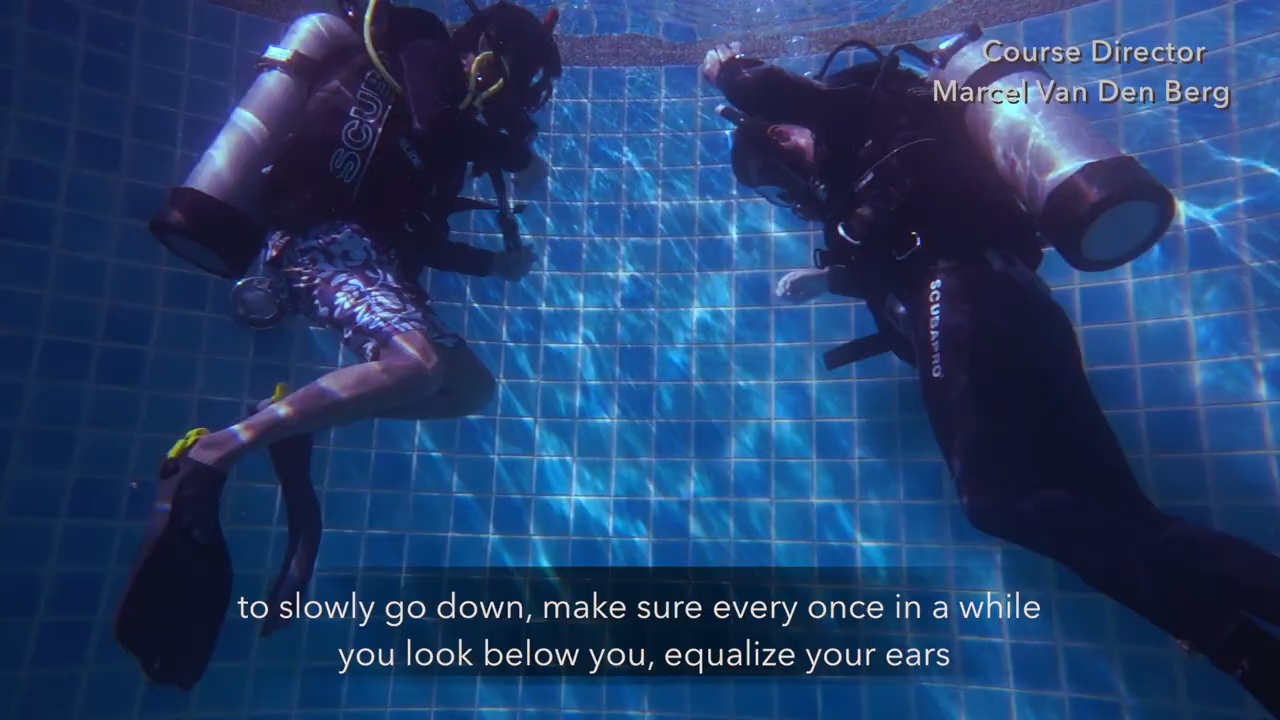 Course Director
Marcel Van Den Berg
SCUBA
SCUBAPRO
to slowly go down, make sure every once in a while
you look below you, equalize your ears